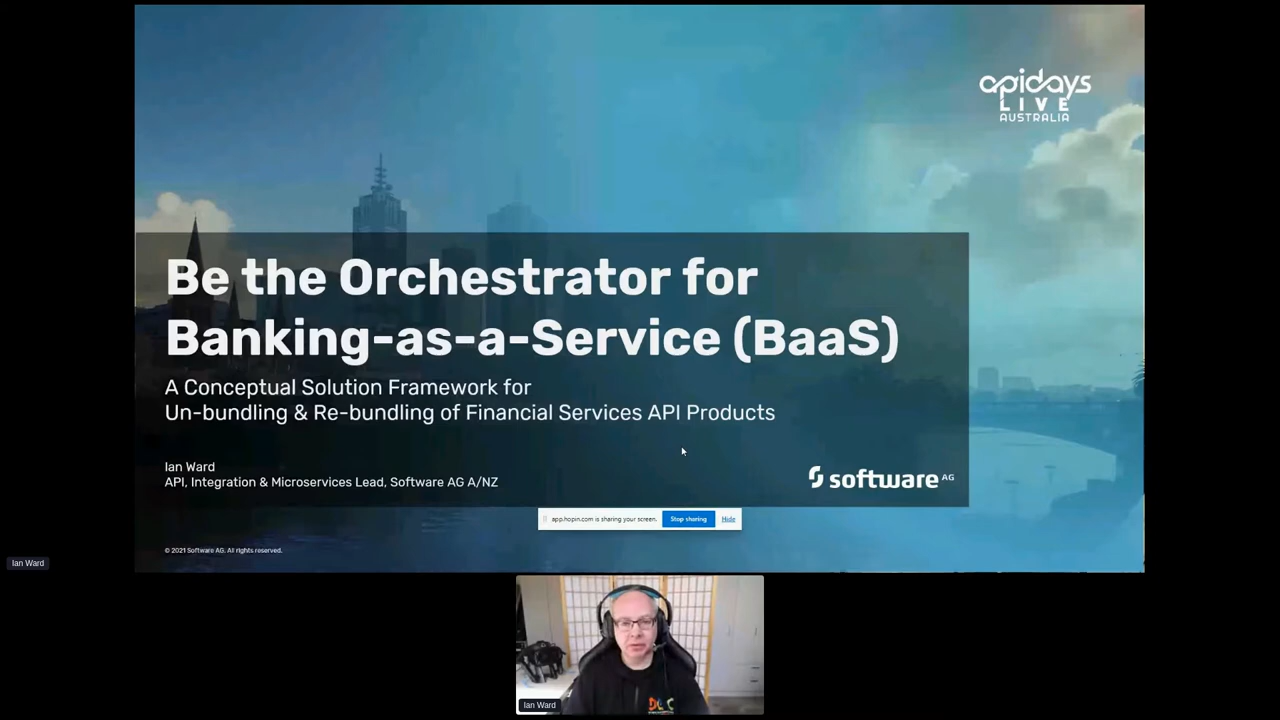 apidays
LIVE
AUSTRALIA
Be the Orchestrator for
Banking-as-a-Service (BaaS)
A Conceptual Solution Framework for
Un-bundling & Re-bundling of Financial Services API Products
Ian Ward
API, Integration & Microservices Lead, Software AG A/NZ
software AG
app.hopin.com is sharing your screen. Stop sharing Hide
© 2021 Software AG. All rights reserved.
Ian Ward
Ian Ward